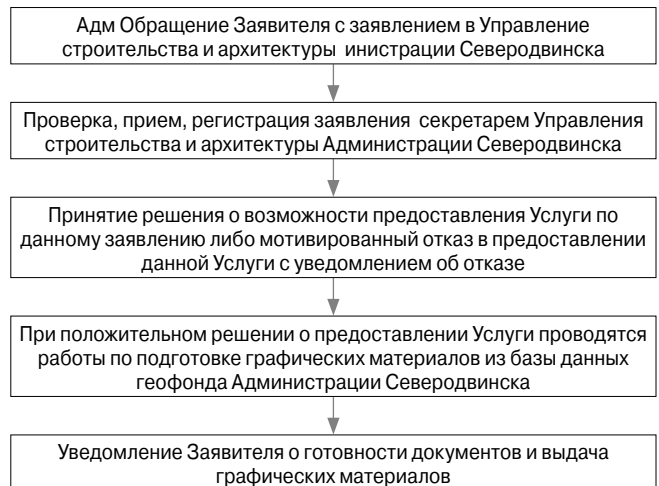 Адм Обращение Заявителя с заявлением в Управление
строительства и архитектуры инистрации Северодвинска
Проверка, прием, регистрация заявления секретарем Управления
строительства и архитектуры Администрации Северодвинска
Принятие решения о возможности предоставления Услуги по
данному заявлению либо мотивированный отказ в предоставлении
данной Услуги с уведомлением об отказе
При положительном решении о предоставлении Услуги проводятся
работы по подготовке графических материалов из базы данных
геофонда Администрации Северодвинска
Уведомление Заявителя о готовности документов и выдача
графических материалов